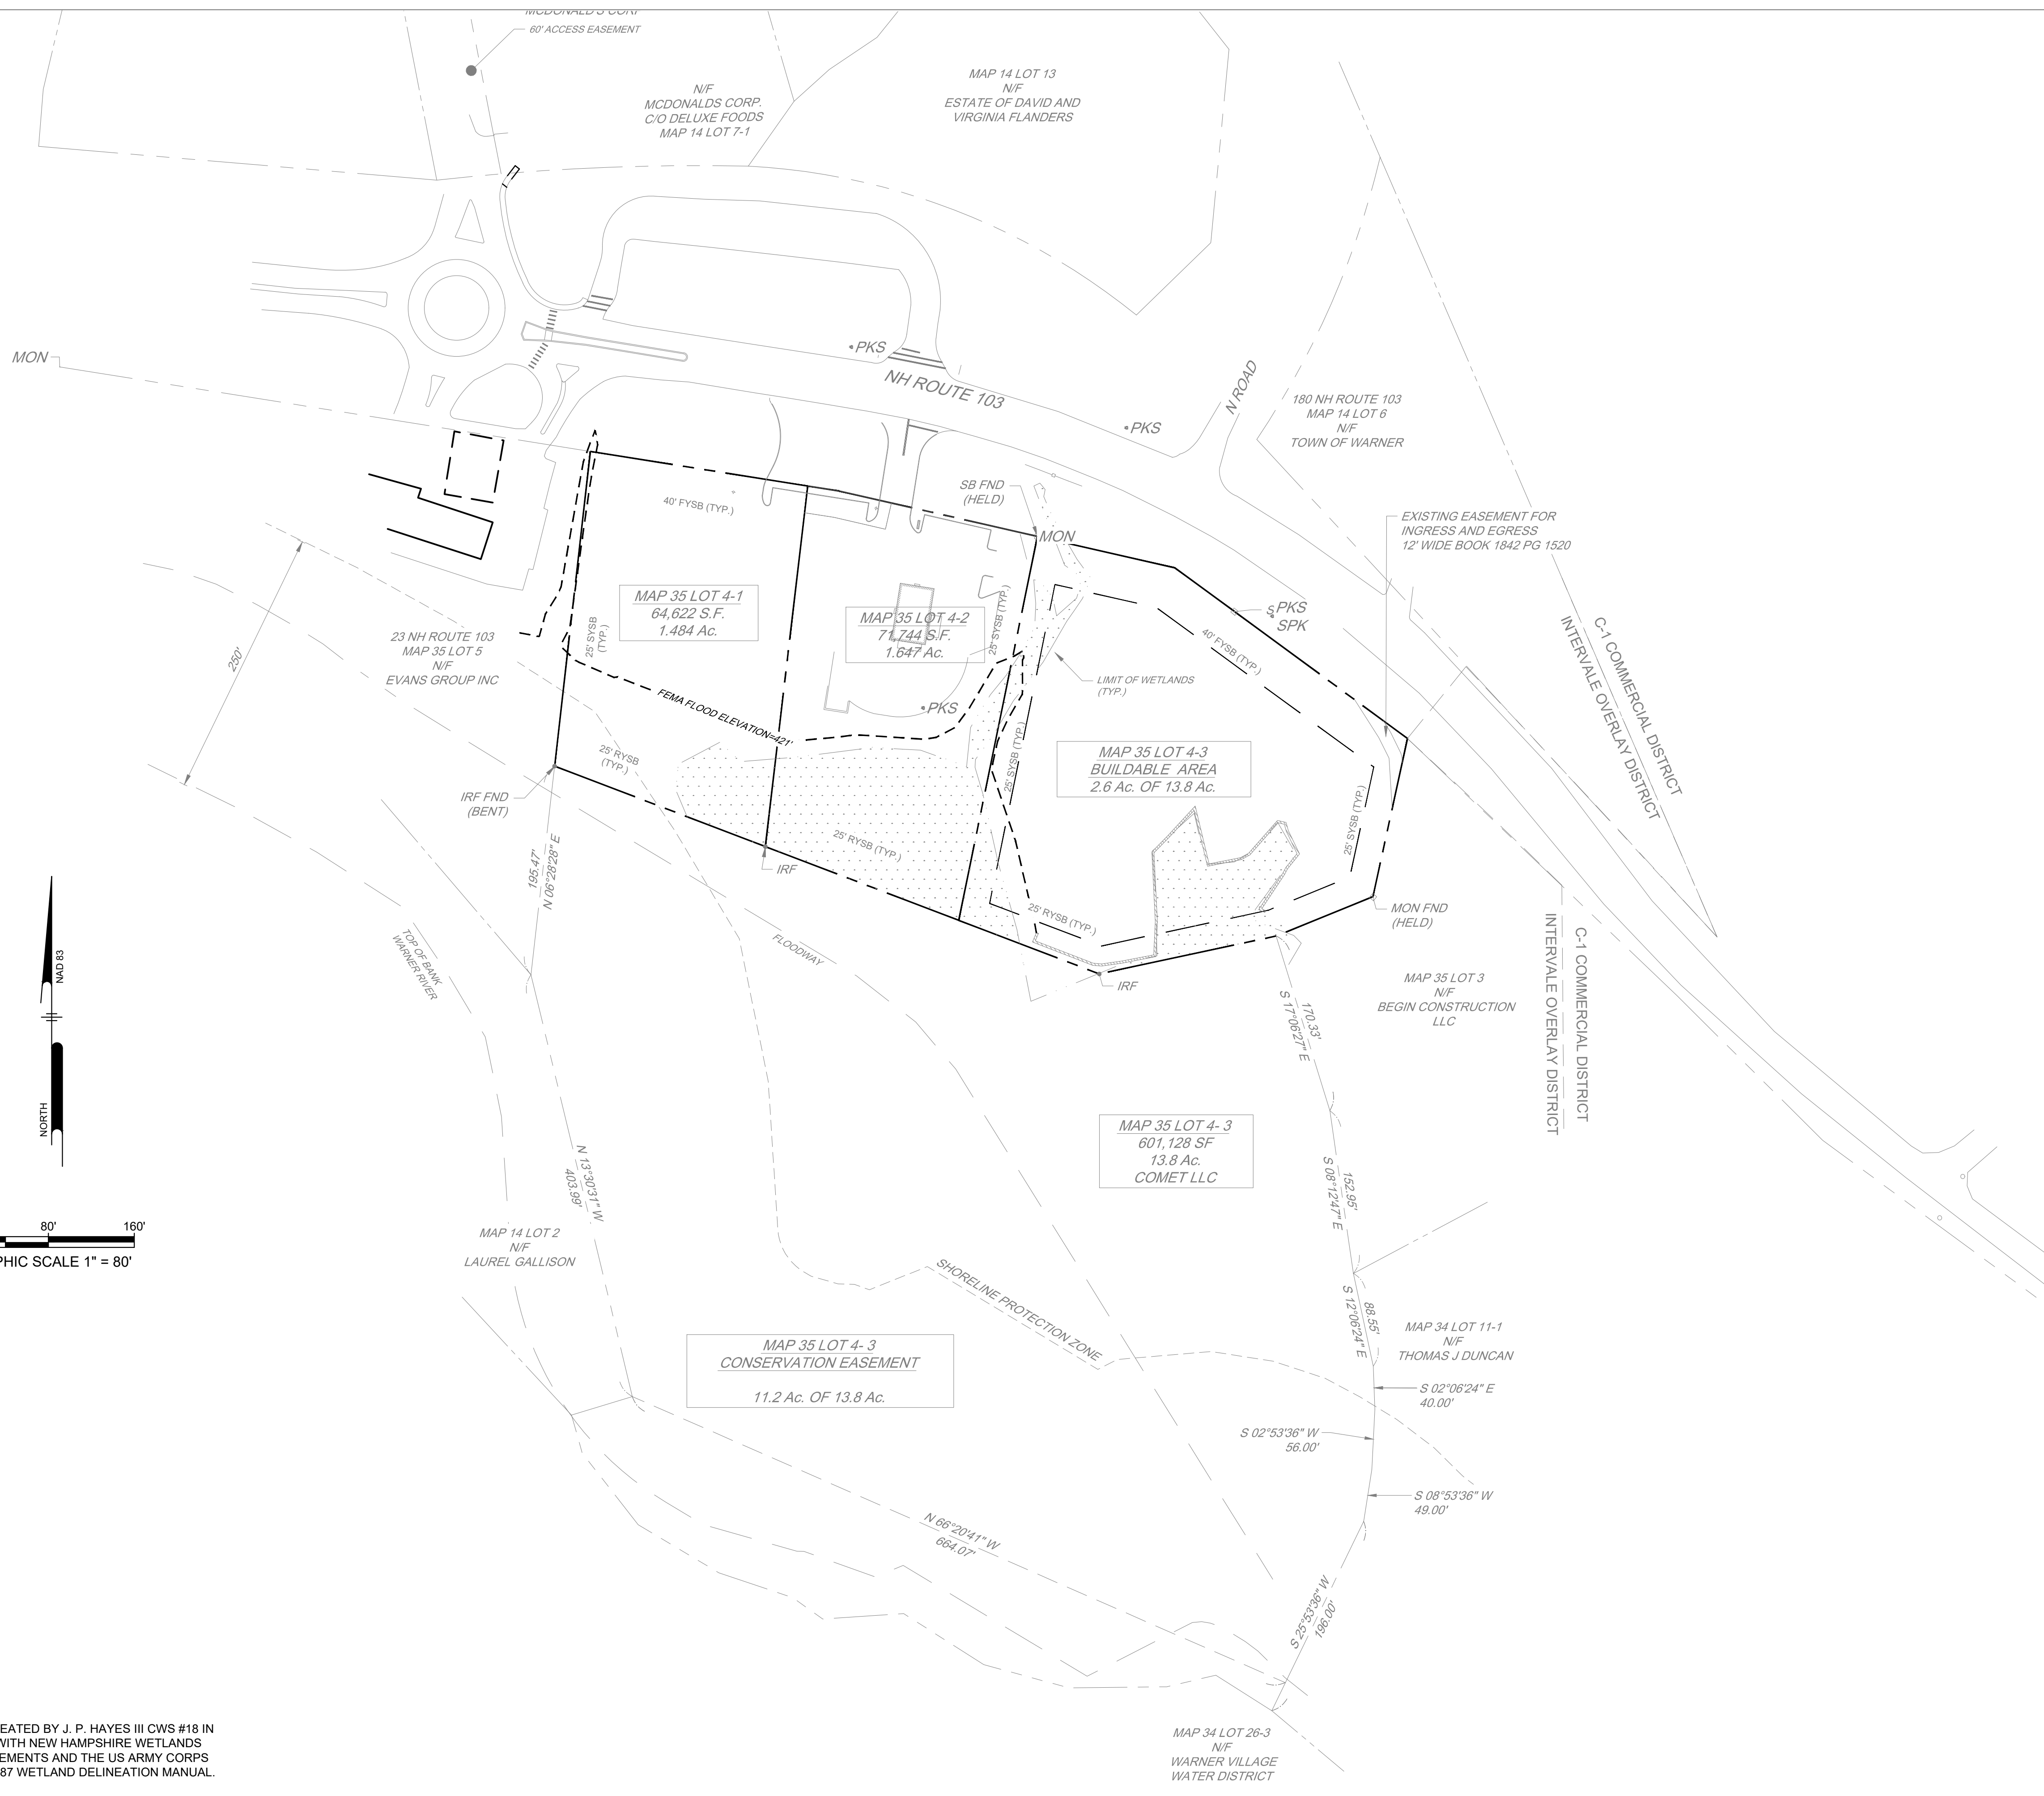 MCDONALD'S CORP
60' ACCESS EASEMENT
N/F
MCDONALDS CORP.
C/O DELUXE FOODS
MAP 14 LOT 7-1
MAP 14 LOT 13
N/F
ESTATE OF DAVID AND
VIRGINIA FLANDERS
MON
PKS
NH ROUTE 103
PKS
N ROAD
180 NH ROUTE 103
MAP 14 LOT 6
N/F
TOWN OF WARNER
SB FND
(HELD)
MON
40' FYSB (TYP.)
EXISTING EASEMENT FOR
INGRESS AND EGRESS
12' WIDE BOOK 1842 PG 1520
MAP 35 LOT 4-1
64,622 S.F.
1.484 Ac.
MAP 35 LOT 4-2
71,744 S.F.
1.647 Ac.
25' SYSB
(TYP.)
25' SYSB (TYP.)
S PKS
SPK
40' FYSB (TYP.)
C-1 COMMERCIAL DISTRICT
INTERVALE OVERLAY DISTRICT
23 NH ROUTE 103
MAP 35 LOT 5
N/F
EVANS GROUP INC
250'
LIMIT OF WETLANDS
(TYP.)
FEMA FLOOD ELEVATION=421'
PKS
25' RYSB
(TYP.)
25' SYSB (TYP.)
MAP 35 LOT 4-3
BUILDABLE AREA
2.6 Ac. OF 13.8 Ac.
25' SYSB (TYP.)
IRF FND
(BENT)
25' RYSB (TYP.)
IRF
195.47'
N 06°28'28" E
25' RYSB (TYP.)
MON FND
(HELD)
TOP OF BANK
WARNER RIVER
FLOODWAY
IRF
C-1 COMMERCIAL DISTRICT
INTERVALE OVERLAY DISTRICT
MAP 35 LOT 3
N/F
BEGIN CONSTRUCTION
LLC
170.33'
S 17°06'27" E
NAD 83
NORTH
MAP 35 LOT 4- 3
601,128 SF
13.8 Ac.
COMET LLC
N 13°30'31" W
403.99'
152.95'
S 08°12'47" E
80'
160'
PHIC SCALE 1" = 80'
MAP 14 LOT 2
N/F
LAUREL GALLISON
SHORELINE PROTECTION ZONE
88.55'
S 12°06'24" E
MAP 34 LOT 11-1
N/F
THOMAS J DUNCAN
MAP 35 LOT 4- 3
CONSERVATION EASEMENT
11.2 Ac. OF 13.8 Ac.
S 02°06'24" E
40.00'
S 02°53'36" W
56.00'
S 08°53'36" W
49.00'
N 66°20'41" W
664.07'
S 25°53'36" W
196.00'
EATED BY J. P. HAYES III CWS #18 IN
WITH NEW HAMPSHIRE WETLANDS
EMENTS AND THE US ARMY CORPS
87 WETLAND DELINEATION MANUAL.
MAP 34 LOT 26-3
N/F
WARNER VILLAGE
WATER DISTRICT